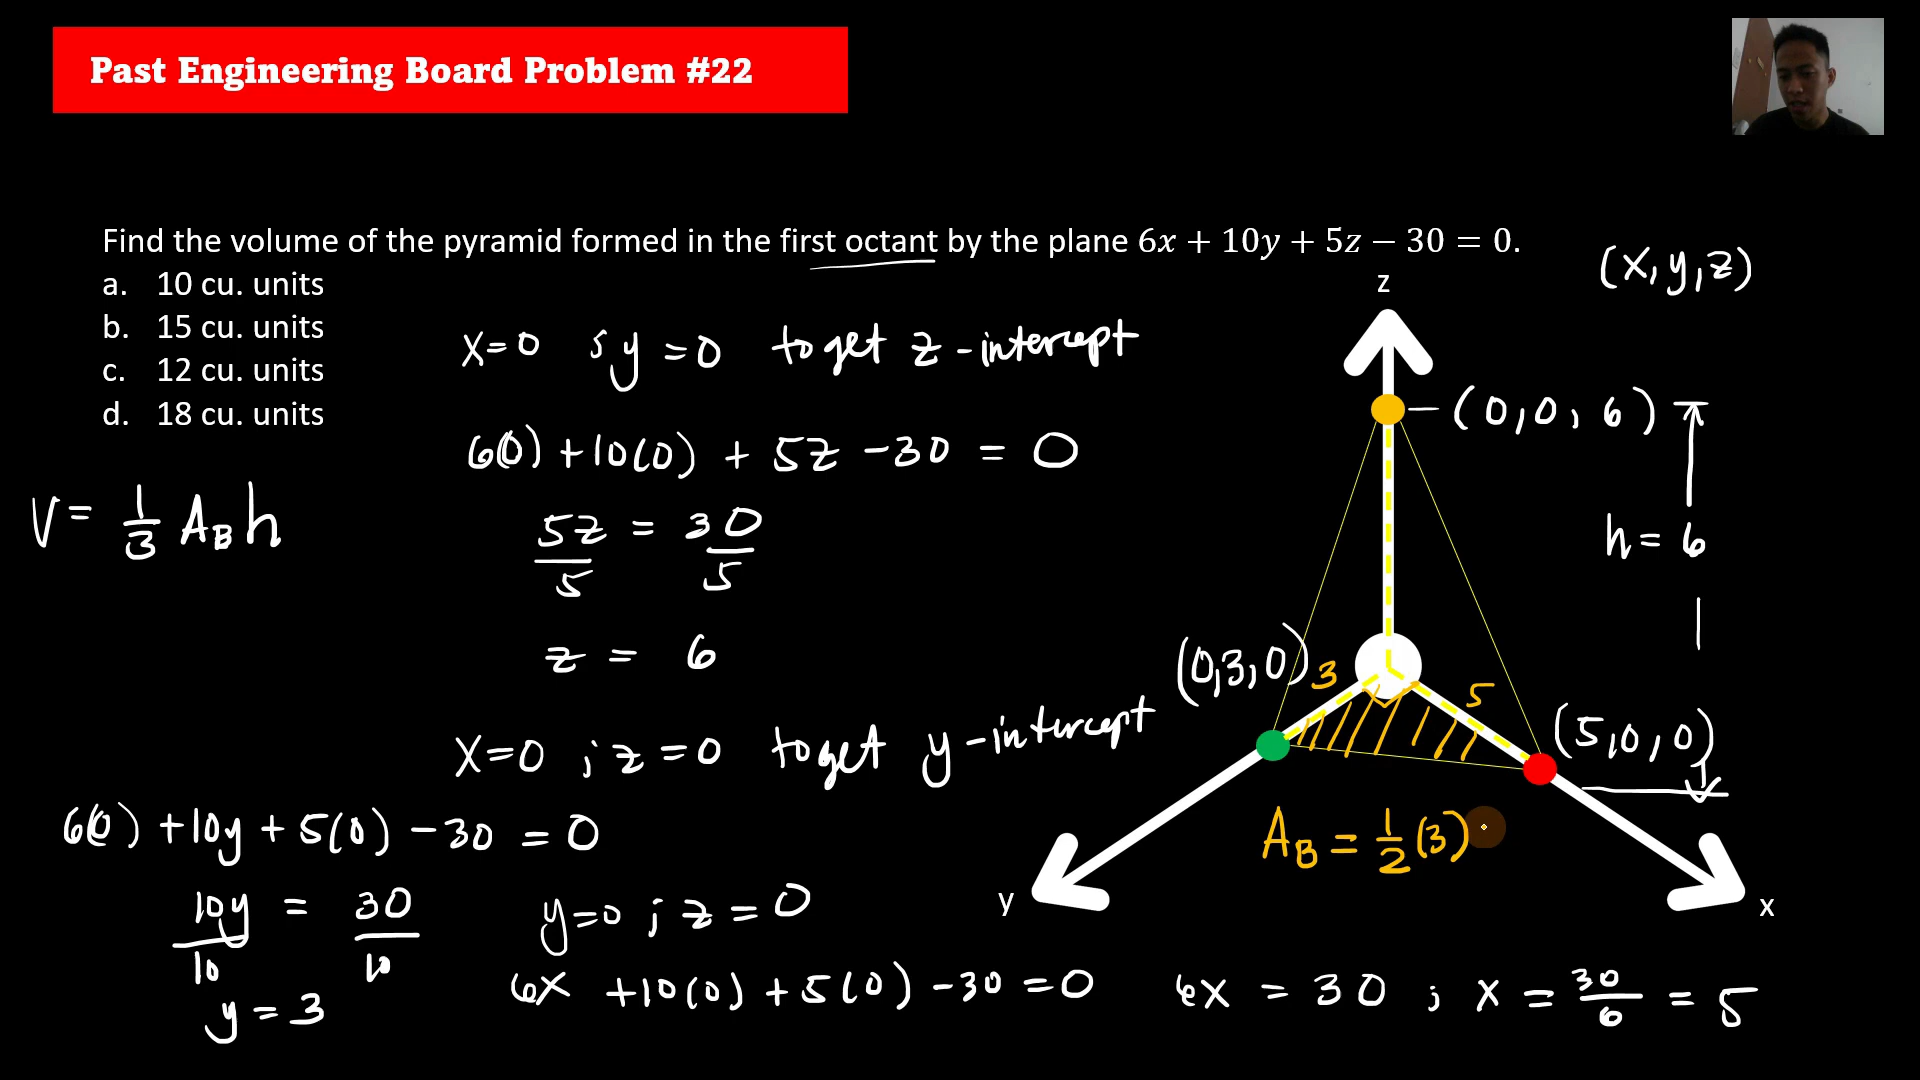 Past Engineering Board Problem #22
Find the volume of the pyramid formed in the first octant by the plane 6x + 10y + 5z − 30 = 0.
a. 10 cu. units
b. 15 cu. units
c. 12 cu. units
d. 18 cu. units
(x, y, z)
z
x=0 ; y=0 to get z-intercept
6(0) + 10(0) + 5z - 30 = 0
5z/5 = 30/5
z = 6
V = 1/3 A_B h
(0, 0, 6)
h = 6
(0,3,0)
3
5
(5,0,0)
x=0 ; z=0 to get y-intercept
6(0) + 10y + 5(0) - 30 = 0
10y/10 = 30/10
y = 3
A_B = 1/2 (3)
y
x
y=0 ; z=0
6x + 10(0) + 5(0) - 30 = 0
6x = 30 ; x = 30/6 = 5